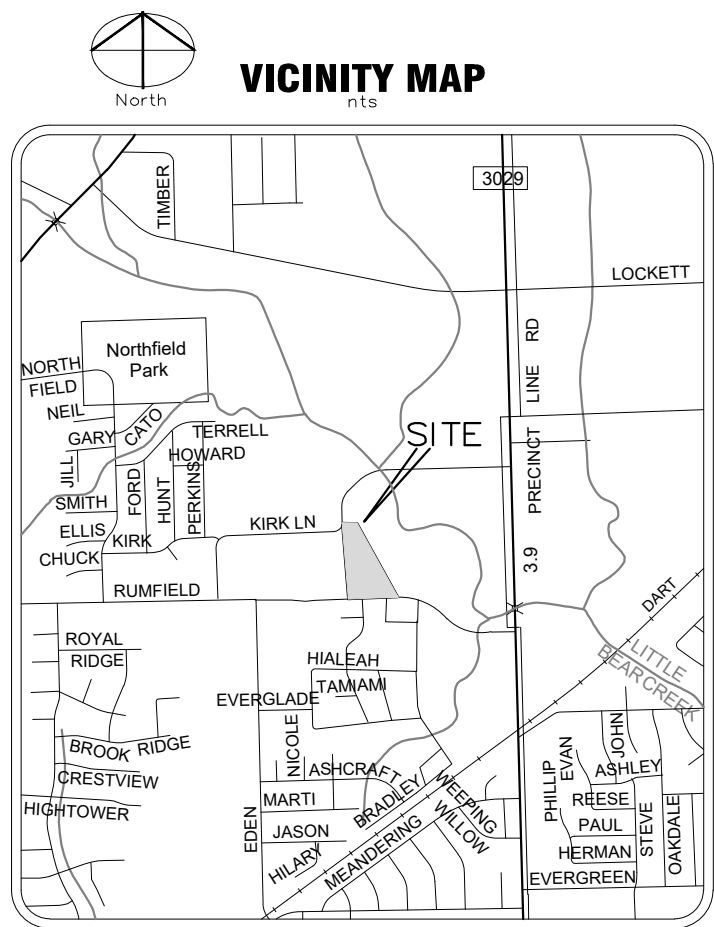 North
VICINITY MAP
nts
TIMBER
3029
LOCKETT
PRECINCT LINE RD
3.9
Northfield
Park
NORTH
FIELD
NEIL
GARY
CATO
JILL
SMITH
ELLIS
CHUCK
KIRK
FORD
HUNT
PERKINS
TERRELL
HOWARD
SITE
KIRK LN
RUMFIELD
DART
LITTLE
BEAR CREEK
ROYAL
RIDGE
BROOK RIDGE
CRESTVIEW
HIGHTOWER
HIALEAH
TAMIAMI
EVERGLADE
NICOLE
ASHCRAFT
MARTI
BRADLEY
EDEN
JASON
HILARY
MEANDERING
WEEPING
WILLOW
PHILLIP
EVAN
JOHN
ASHLEY
REESE
PAUL
HERMAN
STEVE
OAKDALE
EVERGREEN